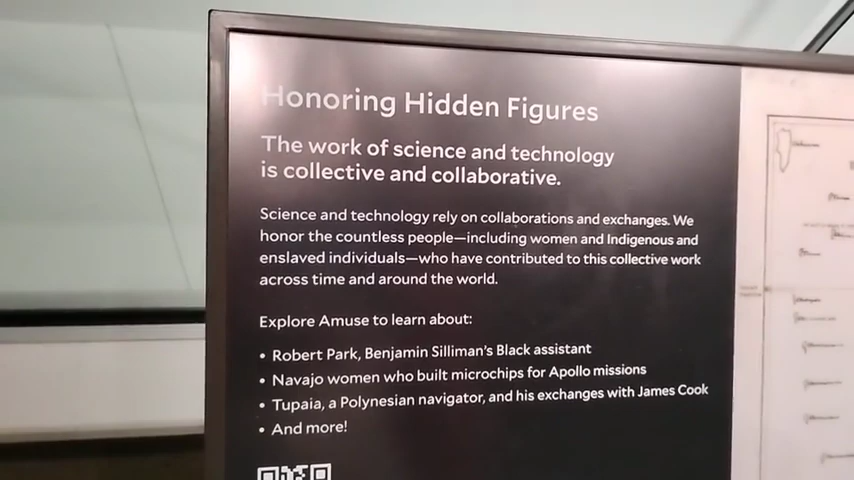 Honoring Hidden Figures
The work of science and technology
is collective and collaborative.
Science and technology rely on collaborations and exchanges. We
honor the countless people—including women and Indigenous and
enslaved individuals—who have contributed to this collective work
across time and around the world.
Explore Amuse to learn about:
• Robert Park, Benjamin Silliman's Black assistant
• Navajo women who built microchips for Apollo missions
• Tupaia, a Polynesian navigator, and his exchanges with James Cook
• And more!